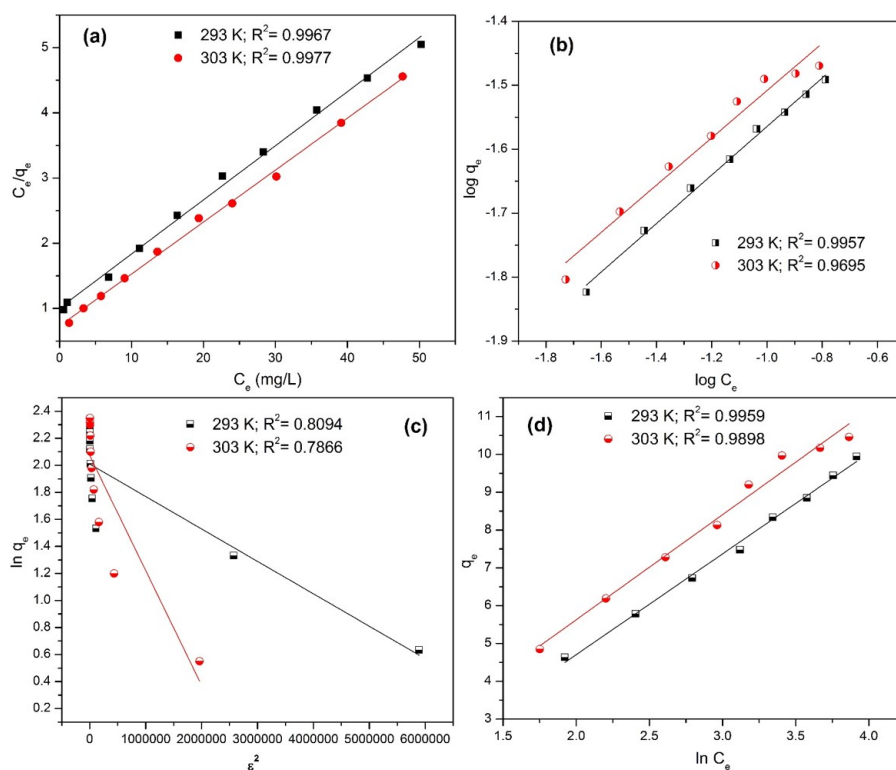 (a)
293 K; R²= 0.9967
303 K; R²= 0.9977
5
4
3
2
1
Cₑ/qₑ
0
10
20
30
40
50
Cₑ (mg/L)
(b)
-1.4
-1.5
-1.6
-1.7
-1.8
-1.9
log qₑ
293 K; R²= 0.9957
303 K; R²= 0.9695
-1.8
-1.6
-1.4
-1.2
-1.0
-0.8
-0.6
log Cₑ
(c)
293 K; R²= 0.8094
303 K; R²= 0.7866
2.4
2.2
2.0
1.8
1.6
1.4
1.2
1.0
0.8
0.6
0.4
0.2
0.0
ln qₑ
0
1000000
2000000
3000000
4000000
5000000
6000000
ε²
(d)
293 K; R²= 0.9959
303 K; R²= 0.9898
11
10
9
8
7
6
5
4
3
qₑ
1.5
2.0
2.5
3.0
3.5
4.0
ln Cₑ